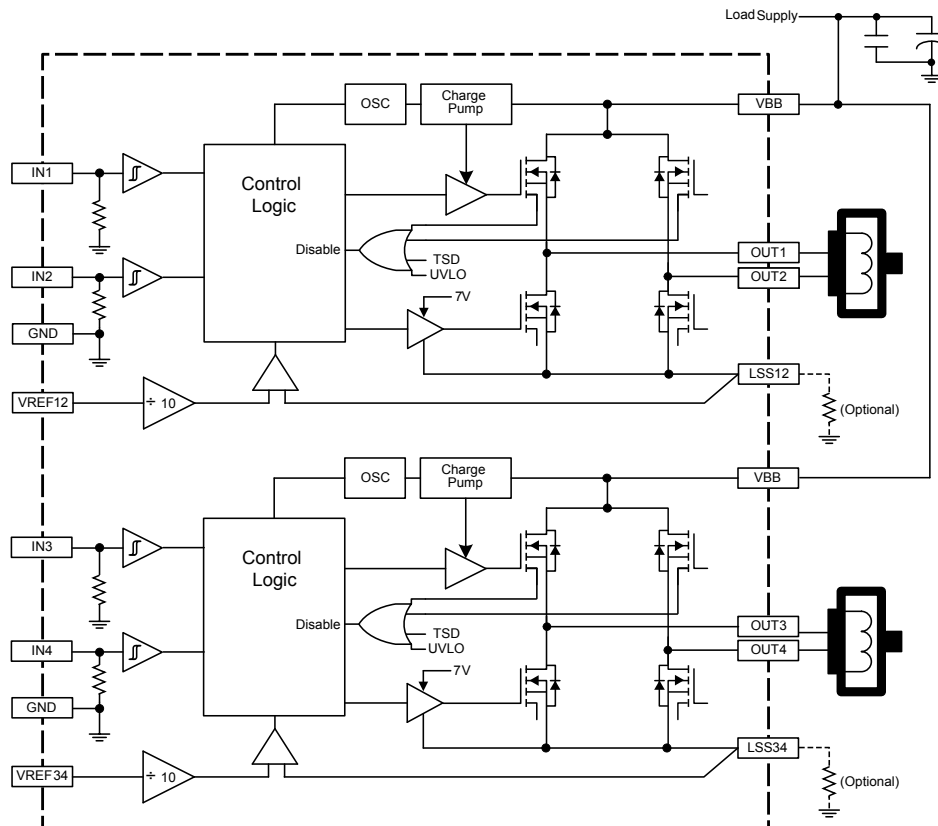 Load Supply
OSC
Charge
Pump
VBB
IN1
Control
Logic
Disable
TSD
UVLO
OUT1
IN2
OUT2
7V
GND
LSS12
VREF12
÷ 10
(Optional)
OSC
Charge
Pump
VBB
IN3
Control
Logic
Disable
TSD
UVLO
OUT3
IN4
OUT4
7V
GND
LSS34
VREF34
÷ 10
(Optional)